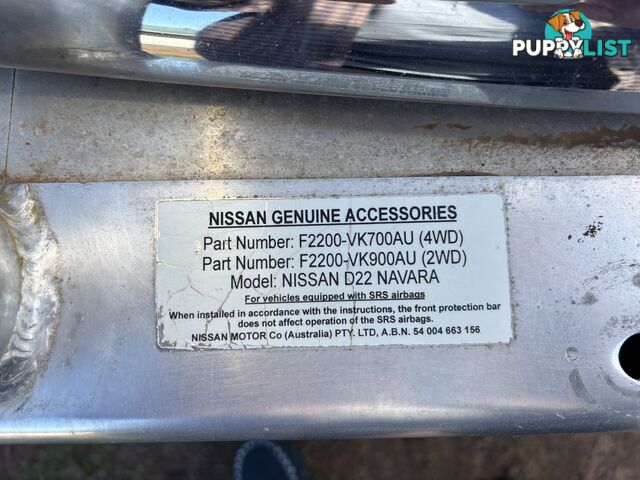 PUPPYLIST
NISSAN GENUINE ACCESSORIES
Part Number: F2200-VK700AU (4WD)
Part Number: F2200-VK900AU (2WD)
Model: NISSAN D22 NAVARA
For vehicles equipped with SRS airbags
When installed in accordance with the instructions, the front protection bar
does not affect operation of the SRS airbags.
NISSAN MOTOR Co (Australia) PTY. LTD, A.B.N. 54 004 663 156